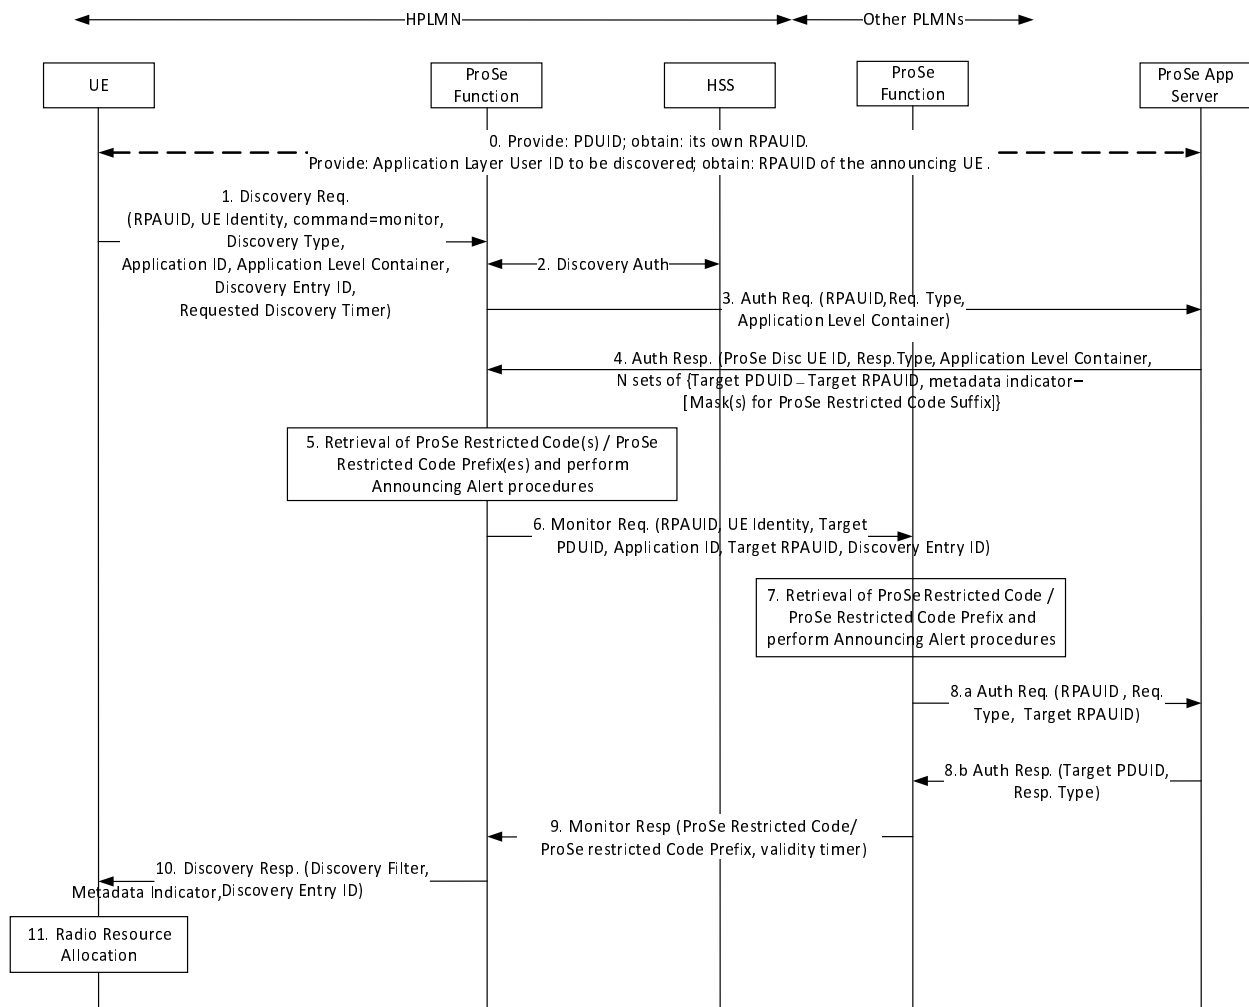 HPLMN
Other PLMNs
UE
ProSe
Function
HSS
ProSe
Function
ProSe App
Server
0. Provide: PDUID; obtain: its own RPAUID.
Provide: Application Layer User ID to be discovered; obtain: RPAUID of the announcing UE .
1. Discovery Req.
(RPAUID, UE Identity, command=monitor,
Discovery Type,
Application ID, Application Level Container,
Discovery Entry ID,
Requested Discovery Timer)
2. Discovery Auth
3. Auth Req. (RPAUID,Req. Type,
Application Level Container)
4. Auth Resp. (ProSe Disc UE ID, Resp.Type, Application Level Container,
N sets of {Target PDUID – Target RPAUID, metadata indicator–
[Mask(s) for ProSe Restricted Code Suffix]}
5. Retrieval of ProSe Restricted Code(s) / ProSe
Restricted Code Prefix(es) and perform
Announcing Alert procedures
6. Monitor Req. (RPAUID, UE Identity, Target
PDUID, Application ID, Target RPAUID, Discovery Entry ID)
7. Retrieval of ProSe Restricted Code /
ProSe Restricted Code Prefix and
perform Announcing Alert procedures
8.a Auth Req. (RPAUID , Req.
Type, Target RPAUID)
8.b Auth Resp. (Target PDUID,
Resp. Type)
9. Monitor Resp (ProSe Restricted Code/
ProSe restricted Code Prefix, validity timer)
10. Discovery Resp. (Discovery Filter,
Metadata Indicator,Discovery Entry ID)
11. Radio Resource
Allocation